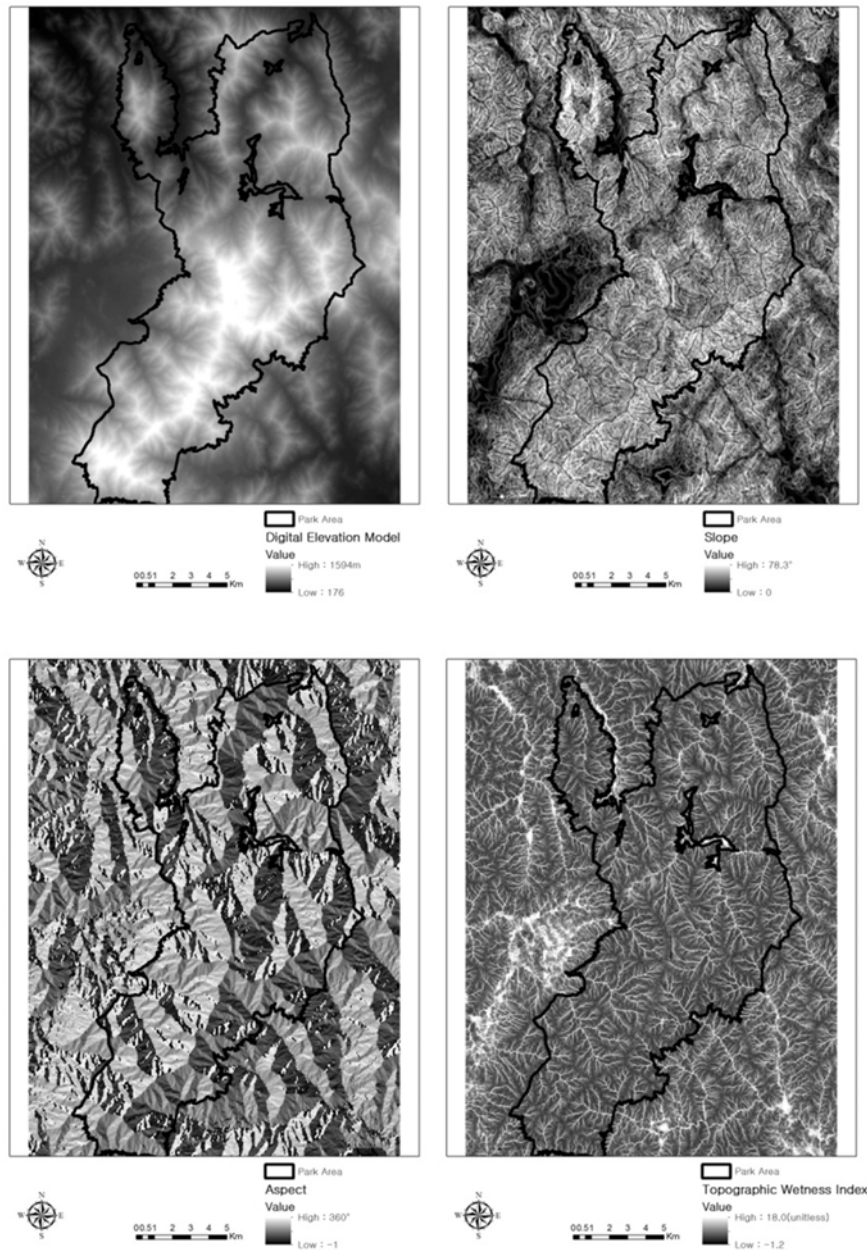 Park Area
Digital Elevation Model
Value
High : 1594m
Low : 176
N
W E
S
0 0.5 1 2 3 4 5
Km
Park Area
Slope
Value
High : 78.3°
Low : 0
N
W E
S
0 0.5 1 2 3 4 5
Km
Park Area
Aspect
Value
High : 360°
Low : -1
N
W E
S
0 0.5 1 2 3 4 5
Km
Park Area
Topographic Wetness Index
Value
High : 18.0(unitless)
Low : -1.2
N
W E
S
0 0.5 1 2 3 4 5
Km